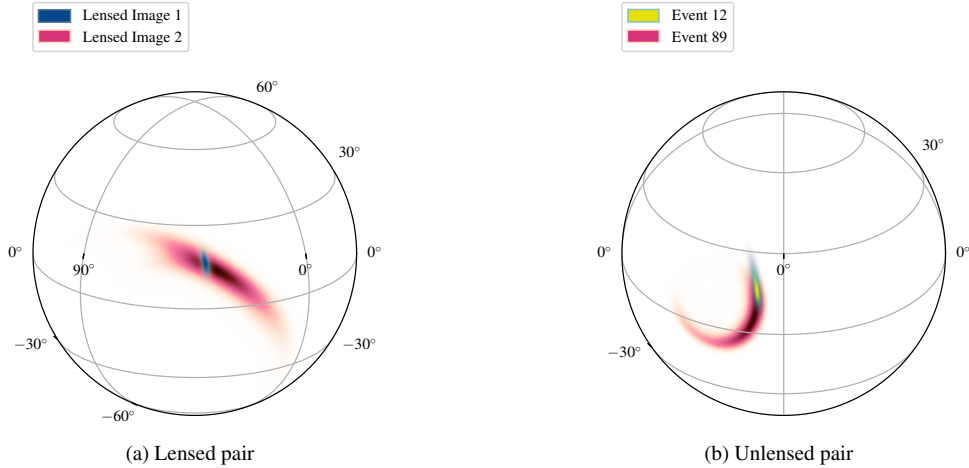 Lensed Image 1
Lensed Image 2
60°
30°
0°
90°
0°
0°
−30°
−30°
−60°
(a) Lensed pair
Event 12
Event 89
30°
0°
0°
0°
−30°
(b) Unlensed pair